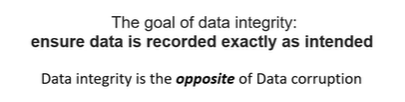 The goal of data integrity:
ensure data is recorded exactly as intended
Data integrity is the opposite of Data corruption